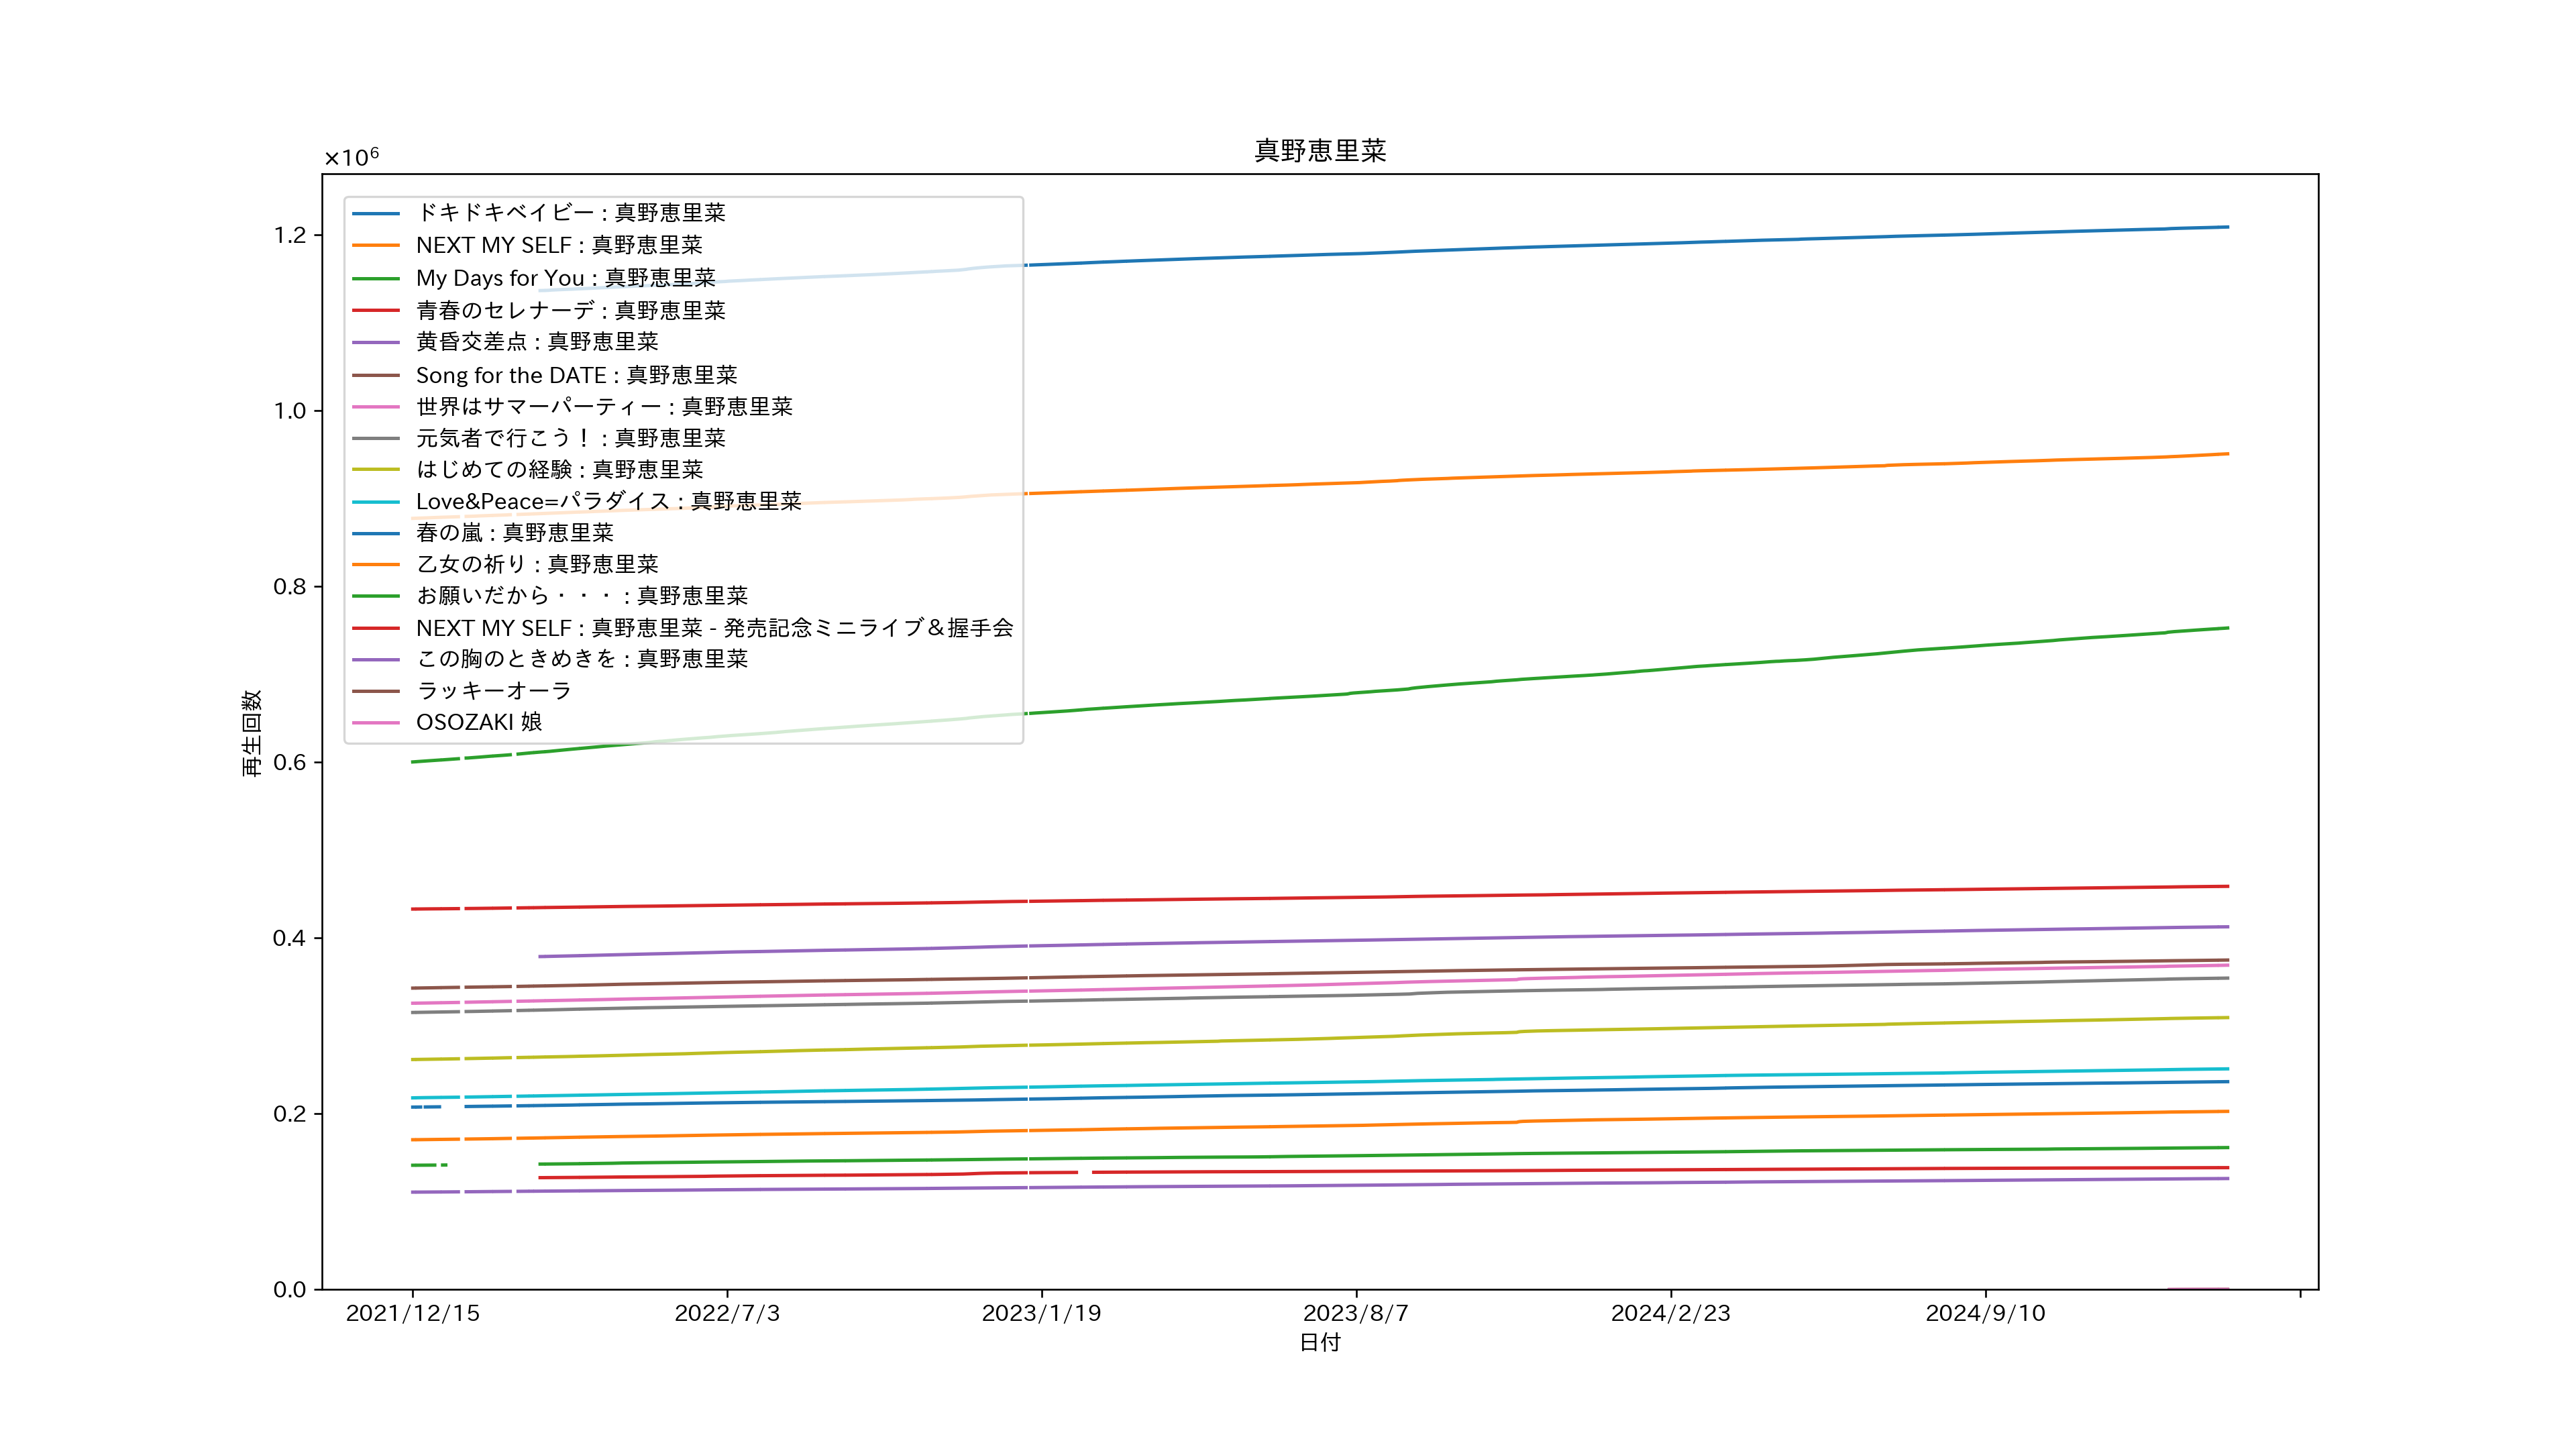 真野恵里菜
×10⁶
1.2
1.0
0.8
0.6
0.4
0.2
0.0
再生回数
ドキドキベイビー : 真野恵里菜
NEXT MY SELF : 真野恵里菜
My Days for You : 真野恵里菜
青春のセレナーデ : 真野恵里菜
黄昏交差点 : 真野恵里菜
Song for the DATE : 真野恵里菜
世界はサマーパーティー : 真野恵里菜
元気者で行こう！ : 真野恵里菜
はじめての経験 : 真野恵里菜
Love&Peace=パラダイス : 真野恵里菜
春の嵐 : 真野恵里菜
乙女の祈り : 真野恵里菜
お願いだから・・・ : 真野恵里菜
NEXT MY SELF : 真野恵里菜 - 発売記念ミニライブ＆握手会
この胸のときめきを : 真野恵里菜
ラッキーオーラ
OSOZAKI 娘
2021/12/15 2022/7/3 2023/1/19 2023/8/7 2024/2/23 2024/9/10
日付